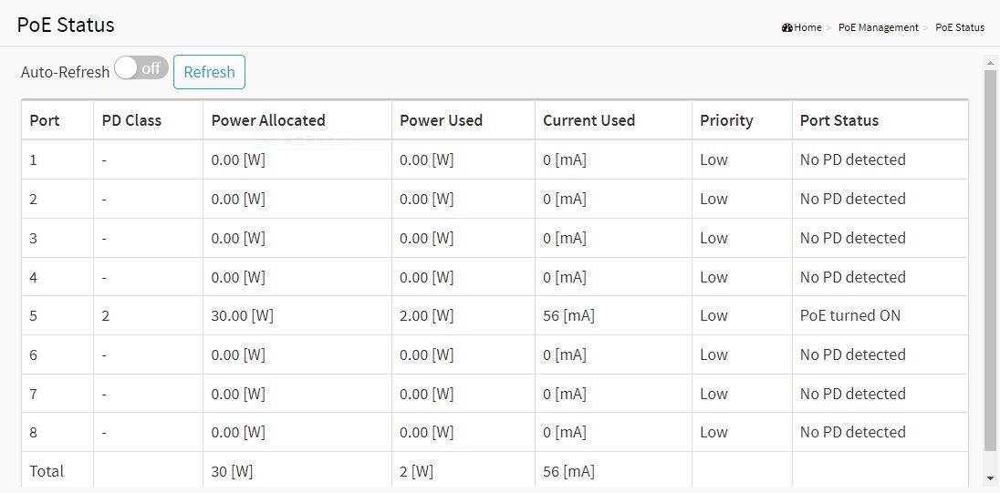 PoE Status
Home > PoE Management > PoE Status
Auto-Refresh off Refresh
Port PD Class Power Allocated Power Used Current Used Priority Port Status
1 - 0.00 [W] 0.00 [W] 0 [mA] Low No PD detected
2 - 0.00 [W] 0.00 [W] 0 [mA] Low No PD detected
3 - 0.00 [W] 0.00 [W] 0 [mA] Low No PD detected
4 - 0.00 [W] 0.00 [W] 0 [mA] Low No PD detected
5 2 30.00 [W] 2.00 [W] 56 [mA] Low PoE turned ON
6 - 0.00 [W] 0.00 [W] 0 [mA] Low No PD detected
7 - 0.00 [W] 0.00 [W] 0 [mA] Low No PD detected
8 - 0.00 [W] 0.00 [W] 0 [mA] Low No PD detected
Total 30 [W] 2 [W] 56 [mA]